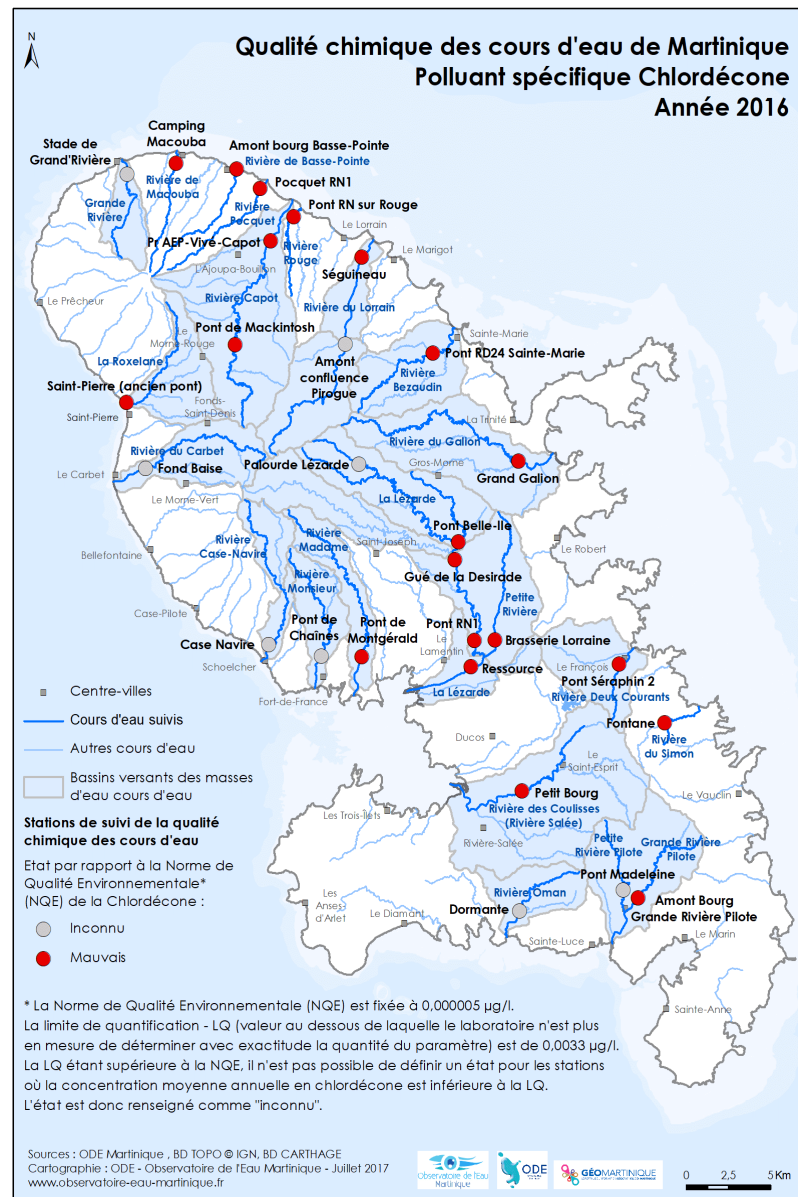 N
Qualité chimique des cours d'eau de Martinique
Polluant spécifique Chlordécone
Année 2016
Stade de
Grand'Rivière
Camping
Macouba
Amont bourg Basse-Pointe
Rivière de Basse-Pointe
Pocquet RN1
Grande
Rivière
Rivière de
Macouba
Rivière
Pocquet
Pont RN sur Rouge
Pr AEP-Vivé-Capot
Rivière
Rouge
Le Lorrain
Le Marigot
L'Ajoupa-Bouillon
Séguineau
Le Prêcheur
Rivière Capot
Rivière du Lorrain
Pont de Mackintosh
Le
Morne-Rouge
Sainte-Marie
La Roxelane
Amont
confluence
Pirogue
Pont RD24 Sainte-Marie
Rivière
Bezaudin
Saint-Pierre (ancien pont)
Saint-Pierre
Fonds-
Saint-Denis
La Trinité
Rivière du Galion
Rivière du Carbet
Le Carbet
Fond Baise
Palourde Lézarde
Gros-Morne
Grand Galion
Le Morne-Vert
La Lézarde
Pont Belle-Ile
Rivière
Case-Navire
Rivière
Madame
Saint-Joseph
Le Robert
Bellefontaine
Gué de la Desirade
Rivière
Monsieur
Petite
Rivière
Case-Pilote
Pont de
Chaînes
Pont de
Montgérald
Pont RN1
Le
Lamentin
Brasserie Lorraine
Case Navire
Schoelcher
Ressource
Le François
Pont Séraphin 2
Rivière Deux Courants
Fort-de-France
La Lézarde
Fontane
Rivière
du Simon
Ducos
Le
Saint-Esprit
Petit Bourg
Le Vauclin
Rivière des Coulisses
(Rivière Salée)
Les Trois-Îlets
Rivière-Salée
Petite
Rivière Pilote
Grande Rivière
Pilote
Pont Madeleine
Rivière Oman
Les
Anses-
d'Arlet
Le Diamant
Dormante
Amont Bourg
Grande Rivière Pilote
Sainte-Luce
Le Marin
Sainte-Anne
Centre-villes
Cours d'eau suivis
Autres cours d'eau
Bassins versants des masses
d'eau cours d'eau
Stations de suivi de la qualité
chimique des cours d'eau
Etat par rapport à la Norme de
Qualité Environnementale*
(NQE) de la Chlordécone :
Inconnu
Mauvais
* La Norme de Qualité Environnementale (NQE) est fixée à 0,000005 µg/l.
La limite de quantification - LQ (valeur au dessous de laquelle le laboratoire n'est plus
en mesure de déterminer avec exactitude la quantité du paramètre) est de 0,0033 µg/l.
La LQ étant supérieure à la NQE, il n'est pas possible de définir un état pour les stations
où la concentration moyenne annuelle en chlordécone est inférieure à la LQ.
L'état est donc renseigné comme "inconnu".
Sources : ODE Martinique , BD TOPO © IGN, BD CARTHAGE
Cartographie : ODE - Observatoire de l'Eau Martinique - Juillet 2017
www.observatoire-eau-martinique.fr
Observatoire de l'Eau
Martinique
ODE
GÉOMARTINIQUE
0 2,5 5 Km